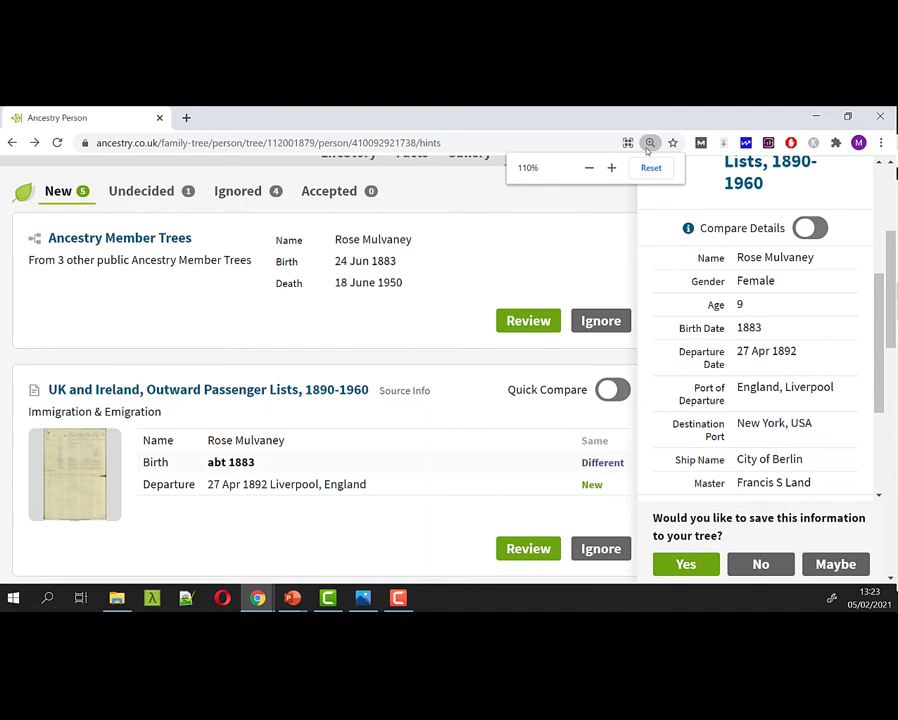 Ancestry Person
ancestry.co.uk/family-tree/person/tree/112001879/person/410092921738/hints
M
110%
Reset
Lifestory Facts Gallery
New 5
Undecided 1
Ignored 4
Accepted 0
Ancestry Member Trees
From 3 other public Ancestry Member Trees
Name Rose Mulvaney
Birth 24 Jun 1883
Death 18 June 1950
Review
Ignore
UK and Ireland, Outward Passenger Lists, 1890-1960
Source Info
Quick Compare
Immigration & Emigration
Name Rose Mulvaney Same
Birth abt 1883 Different
Departure 27 Apr 1892 Liverpool, England New
Review
Ignore
Lists, 1890-
1960
Compare Details
Name Rose Mulvaney
Gender Female
Age 9
Birth Date 1883
Departure Date 27 Apr 1892
Port of Departure England, Liverpool
Destination Port New York, USA
Ship Name City of Berlin
Master Francis S Land
Would you like to save this information
to your tree?
Yes
No
Maybe
13:23
05/02/2021